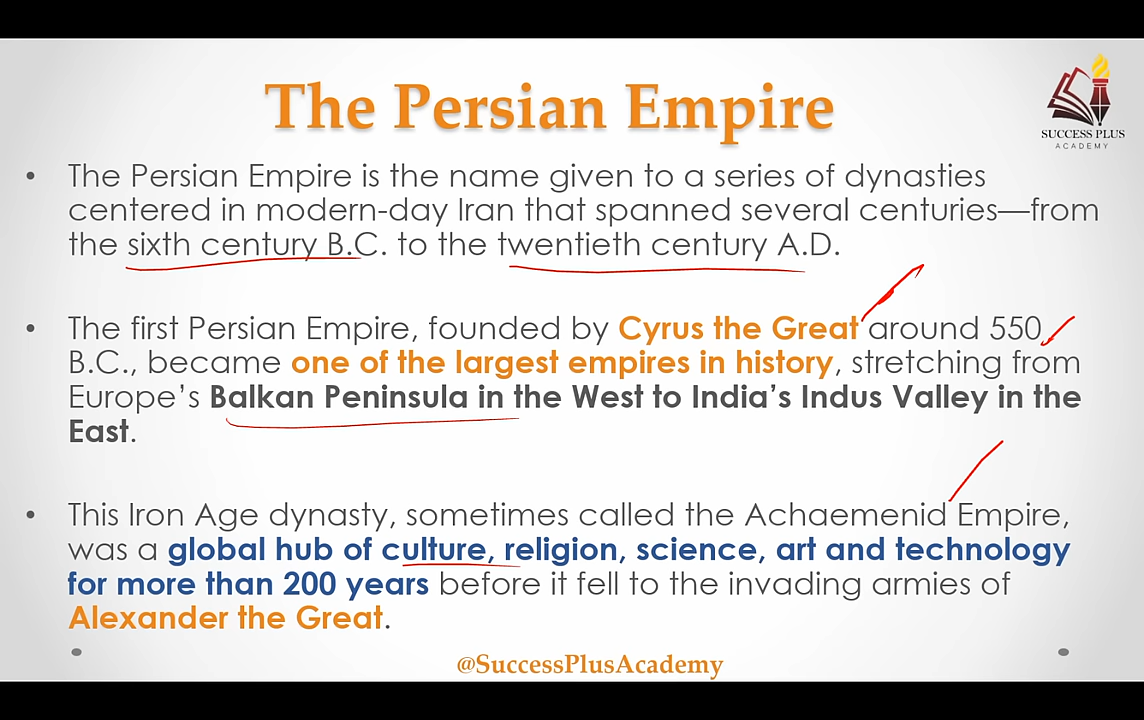 The Persian Empire
SUCCESS PLUS
ACADEMY
• The Persian Empire is the name given to a series of dynasties
centered in modern-day Iran that spanned several centuries—from
the sixth century B.C. to the twentieth century A.D.
• The first Persian Empire, founded by Cyrus the Great around 550
B.C., became one of the largest empires in history, stretching from
Europe’s Balkan Peninsula in the West to India’s Indus Valley in the
East.
• This Iron Age dynasty, sometimes called the Achaemenid Empire,
was a global hub of culture, religion, science, art and technology
for more than 200 years before it fell to the invading armies of
Alexander the Great.
@SuccessPlusAcademy